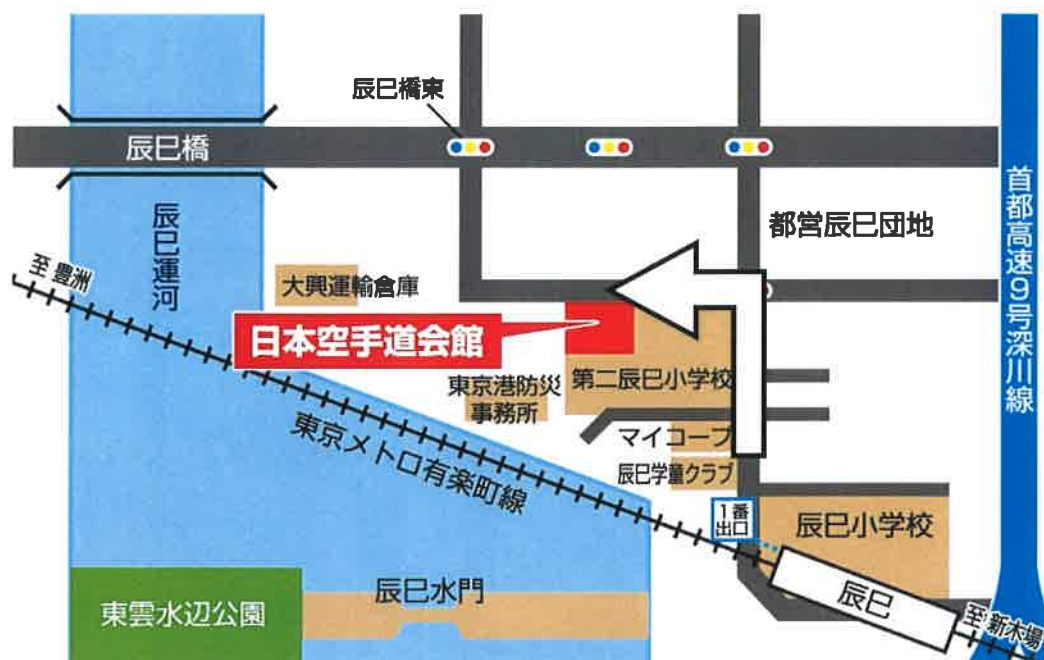 辰巳橋東
辰巳橋
首都高速9号深川線
都営辰巳団地
辰巳運河
至 豊洲
大興運輸倉庫
日本空手道会館
第二辰巳小学校
東京港防災
事務所
マイコープ
東京メトロ有楽町線
辰巳学童クラブ
1番
出口
辰巳小学校
辰巳水門
辰巳
東雲水辺公園
至 新木場